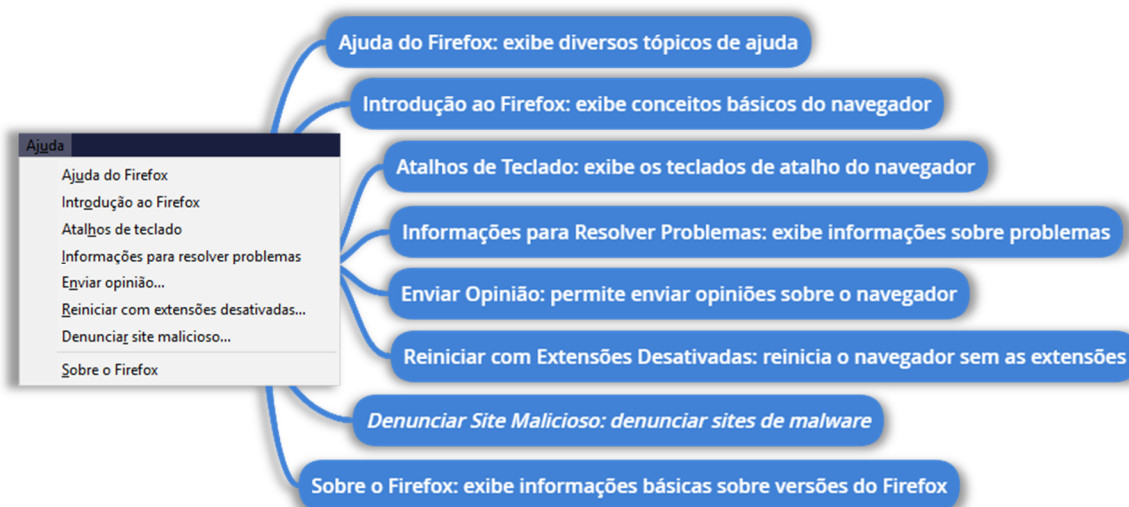 Ajuda do Firefox: exibe diversos tópicos de ajuda
Introdução ao Firefox: exibe conceitos básicos do navegador
Ajuda
Ajuda do Firefox
Introdução ao Firefox
Atalhos de teclado
Informações para resolver problemas
Enviar opinião...
Reiniciar com extensões desativadas...
Denunciar site malicioso...
Sobre o Firefox
Atalhos de Teclado: exibe os teclados de atalho do navegador
Informações para Resolver Problemas: exibe informações sobre problemas
Enviar Opinião: permite enviar opiniões sobre o navegador
Reiniciar com Extensões Desativadas: reinicia o navegador sem as extensões
Denunciar Site Malicioso: denunciar sites de malware
Sobre o Firefox: exibe informações básicas sobre versões do Firefox